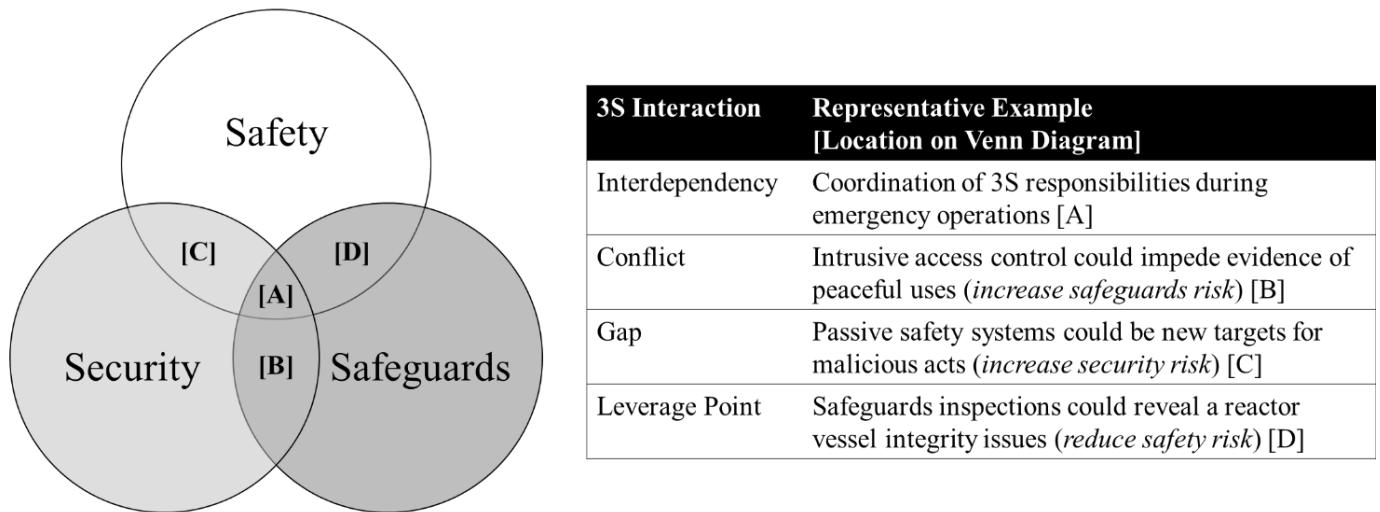 Safety
[C]
[D]
[A]
[B]
Security
Safeguards
3S Interaction
Representative Example
[Location on Venn Diagram]
Interdependency
Coordination of 3S responsibilities during
emergency operations [A]
Conflict
Intrusive access control could impede evidence of
peaceful uses (increase safeguards risk) [B]
Gap
Passive safety systems could be new targets for
malicious acts (increase security risk) [C]
Leverage Point
Safeguards inspections could reveal a reactor
vessel integrity issues (reduce safety risk) [D]